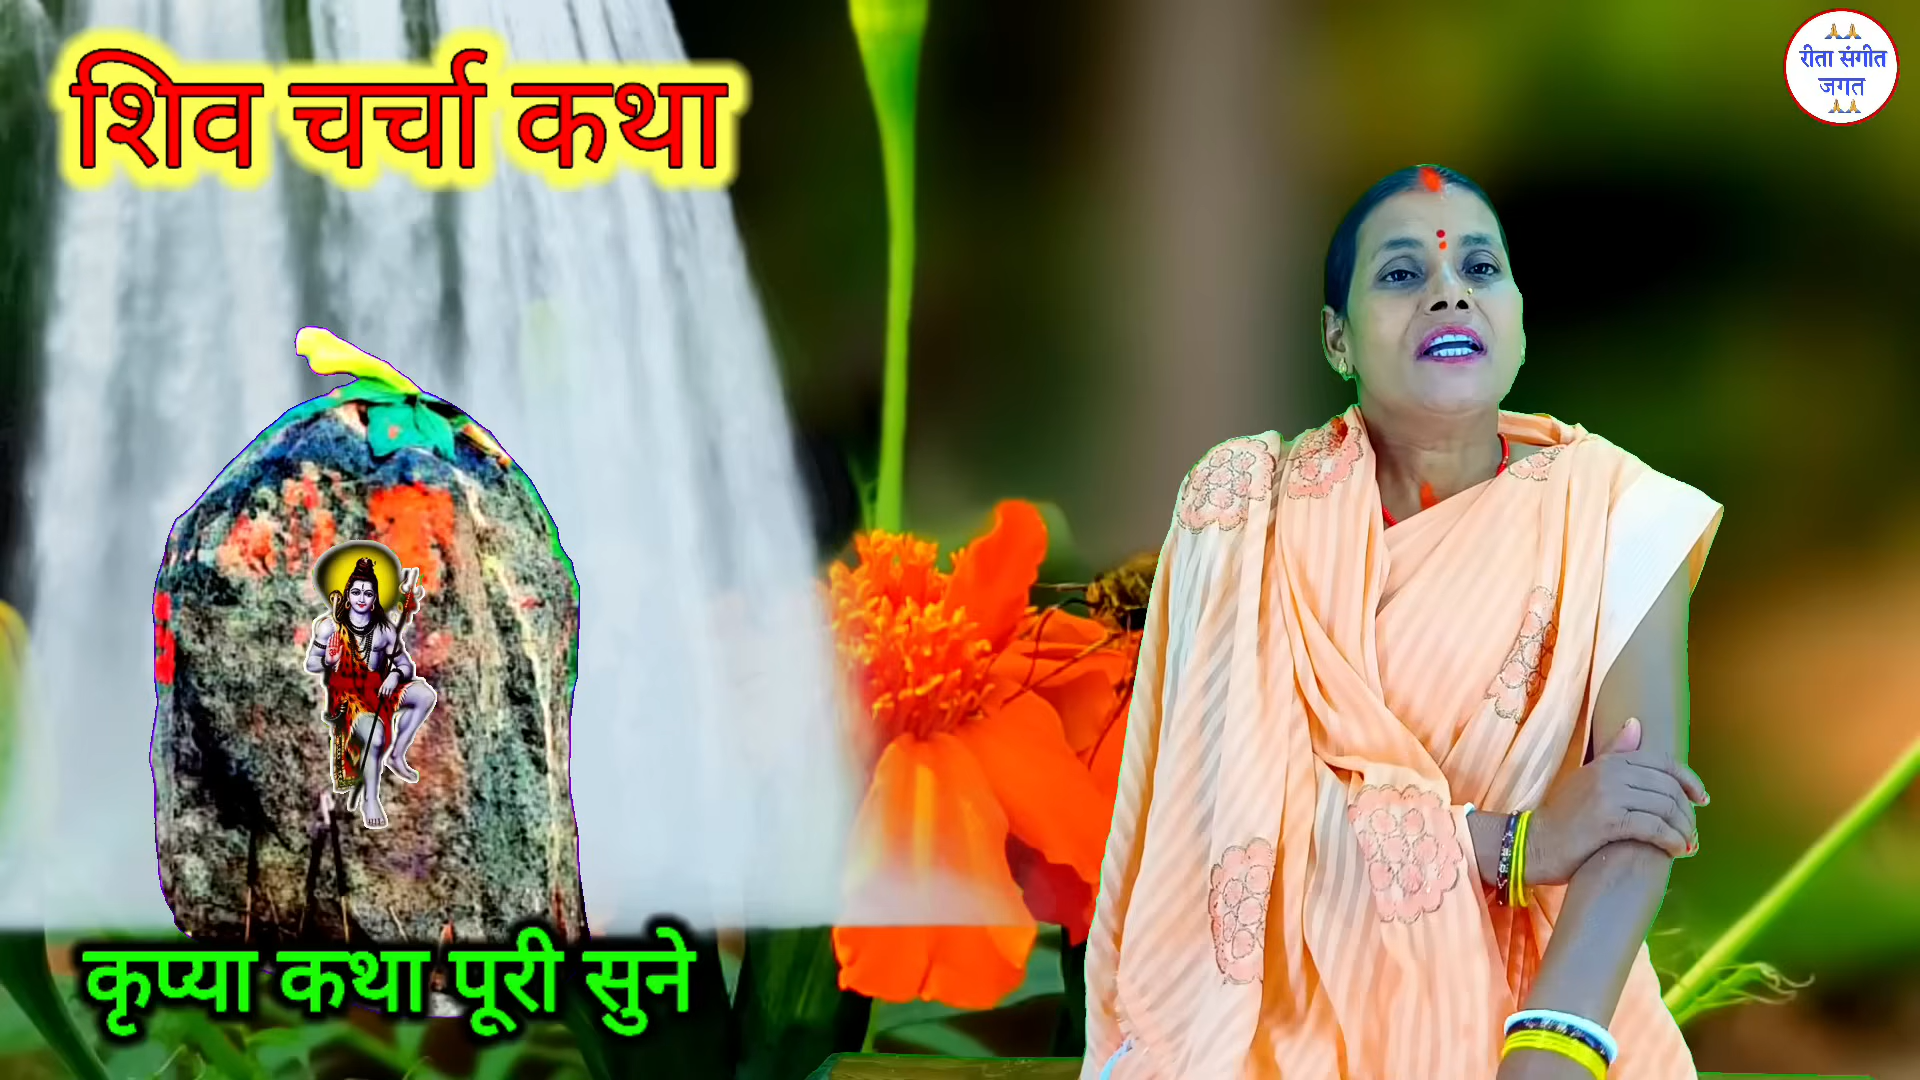 शिव चर्चा कथा
रीता संगीत
जगत
कृप्या कथा पूरी सुने